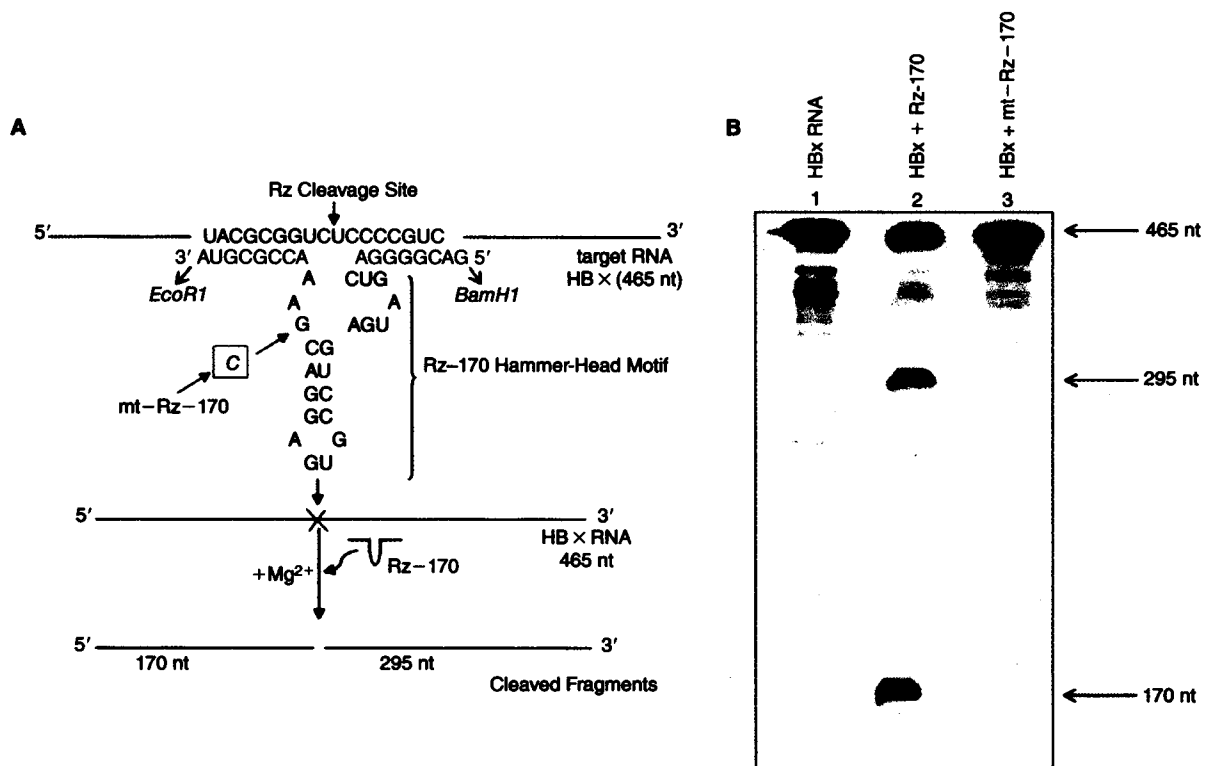 A
Rz Cleavage Site
5′ 3′
UACGCGGUCUCCCCGUC
3′ AUGCGCCA AGGGGCAG 5′
target RNA
HB × (465 nt)
EcoR1
BamH1
A CUG
A A
G AGU
C
CG
AU
GC
GC
A G
GU
mt–Rz–170
Rz–170 Hammer-Head Motif
5′ 3′
HB × RNA
465 nt
+Mg2+
Rz–170
5′ 3′
170 nt 295 nt
Cleaved Fragments
B
HBx RNA
HBx + Rz-170
HBx + mt–Rz–170
1 2 3
465 nt
295 nt
170 nt